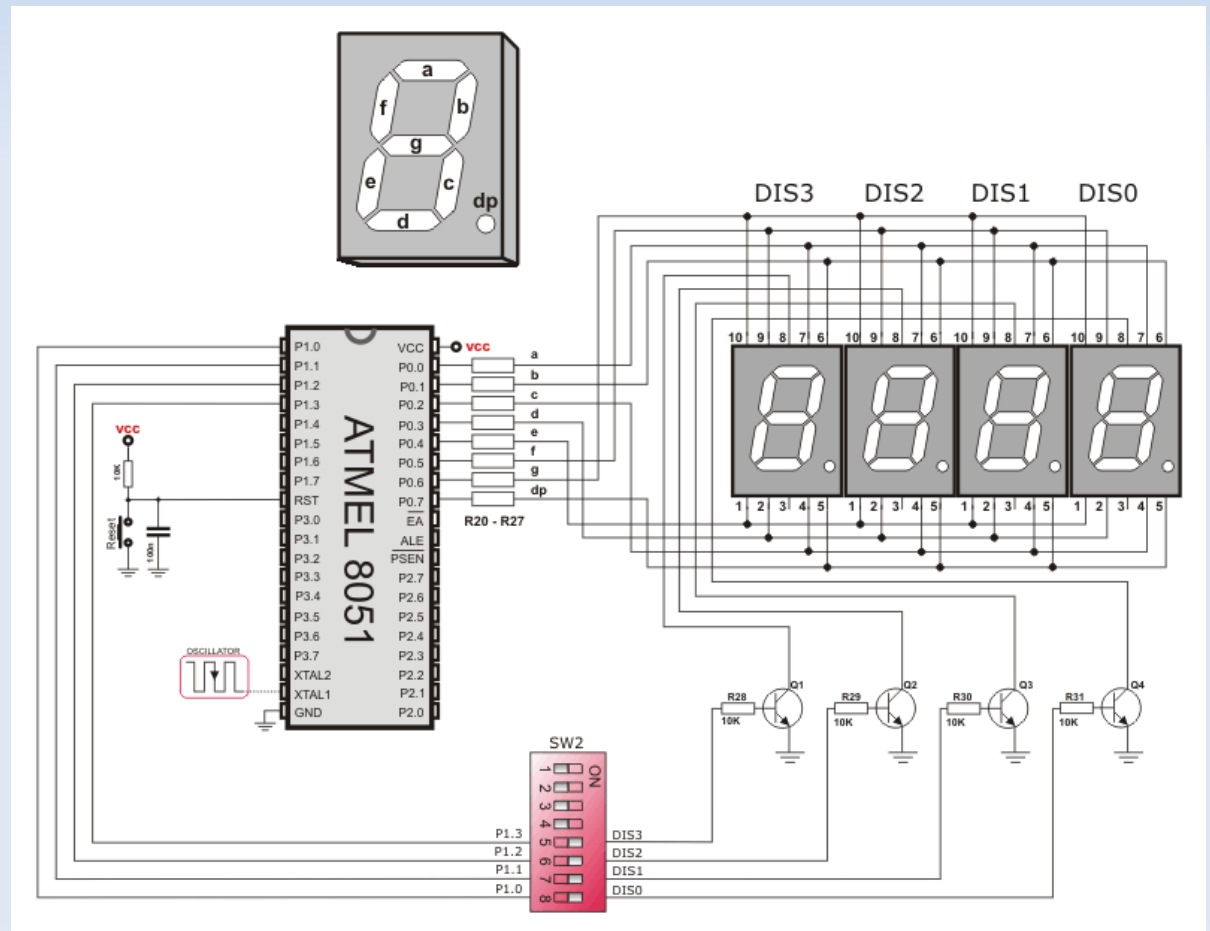 a
f
b
g
e
c
d
dp
DIS3 DIS2 DIS1 DIS0
10 9 8 7 6 10 9 8 7 6 10 9 8 7 6 10 9 8 7 6
1 2 3 4 5 1 2 3 4 5 1 2 3 4 5 1 2 3 4 5
P1.0
P1.1
P1.2
P1.3
P1.4
P1.5
P1.6
P1.7
RST
P3.0
P3.1
P3.2
P3.3
P3.4
P3.5
P3.6
P3.7
XTAL2
XTAL1
GND
ATMEL 8051
VCC
P0.0
P0.1
P0.2
P0.3
P0.4
P0.5
P0.6
P0.7
EA
ALE
PSEN
P2.7
P2.6
P2.5
P2.4
P2.3
P2.2
P2.1
P2.0
vcc
a
b
c
d
e
f
g
dp
R20 - R27
vcc
10K
Reset
100n
OSCILLATOR
R28
10K
Q1
R29
10K
Q2
R30
10K
Q3
R31
10K
Q4
SW2
ON
1
2
3
4
5
6
7
8
P1.3
P1.2
P1.1
P1.0
DIS3
DIS2
DIS1
DIS0